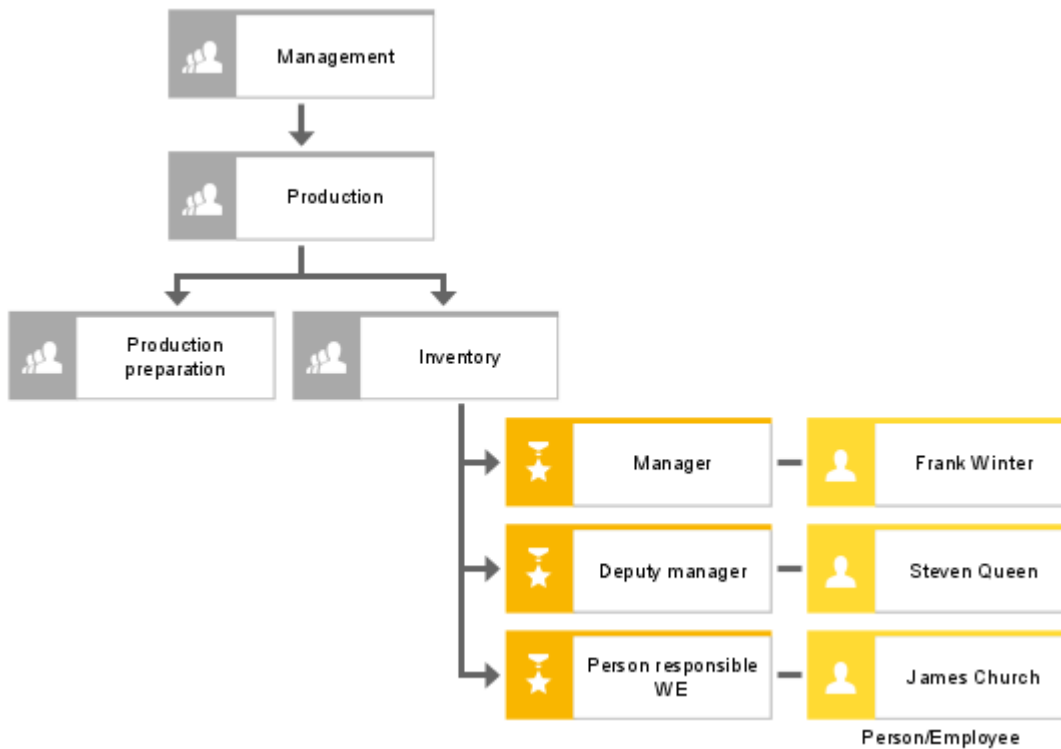 Management
Production
Production
preparation
Inventory
Manager
Frank Winter
Deputy manager
Steven Queen
Person responsible
WE
James Church
Person/Employee